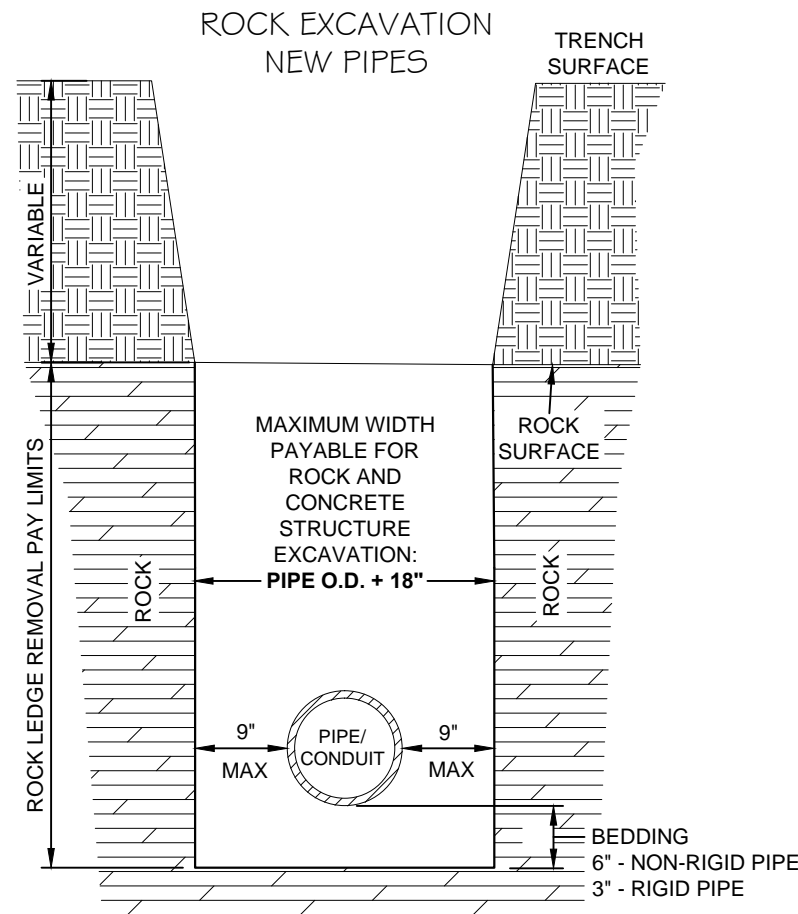 ROCK EXCAVATION
NEW PIPES
TRENCH
SURFACE
VARIABLE
ROCK LEDGE REMOVAL PAY LIMITS
MAXIMUM WIDTH
PAYABLE FOR
ROCK AND
CONCRETE
STRUCTURE
EXCAVATION:
PIPE O.D. + 18"
ROCK
SURFACE
ROCK
ROCK
9"
MAX
PIPE/
CONDUIT
9"
MAX
BEDDING
6" - NON-RIGID PIPE
3" - RIGID PIPE